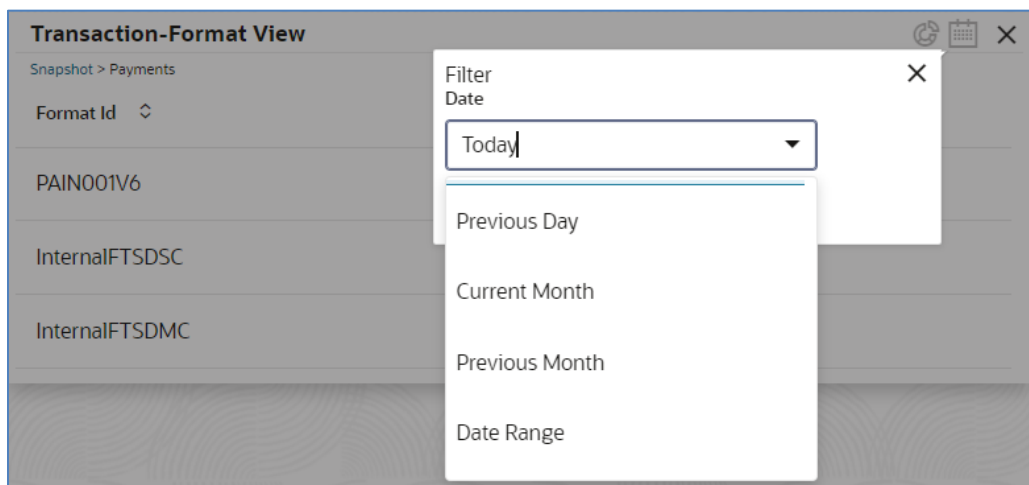 Transaction-Format View
Snapshot > Payments
Format Id
PAIN001V6
InternalFTSDSC
InternalFTSDMC
Filter
Date
Today
Previous Day
Current Month
Previous Month
Date Range